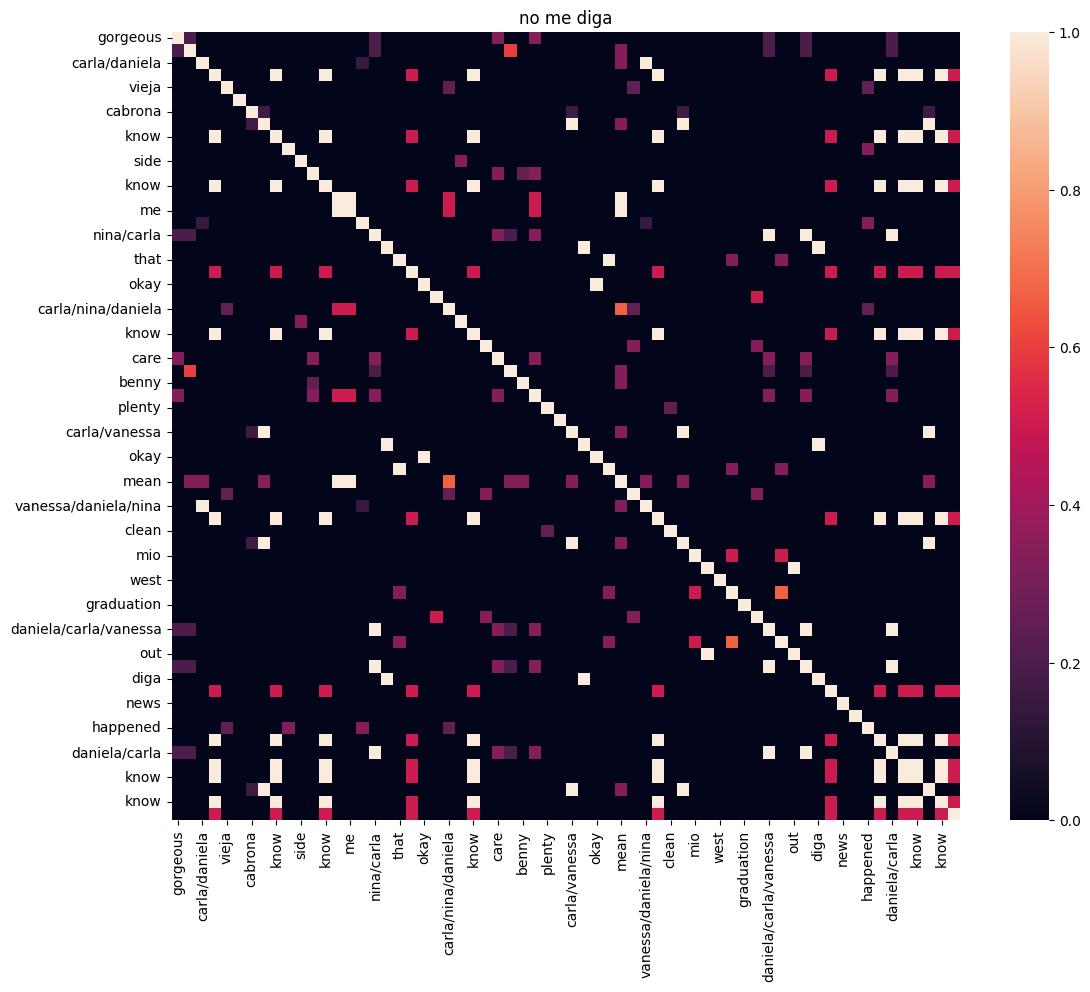 no me diga
gorgeous
carla/daniela
vieja
cabrona
know
side
know
me
nina/carla
that
okay
carla/nina/daniela
know
care
benny
plenty
carla/vanessa
okay
mean
vanessa/daniela/nina
clean
mio
west
graduation
daniela/carla/vanessa
out
diga
news
happened
daniela/carla
know
know
1.0
0.8
0.6
0.4
0.2
0.0
gorgeous
carla/daniela
vieja
cabrona
know
side
know
me
nina/carla
that
okay
carla/nina/daniela
know
care
benny
plenty
carla/vanessa
okay
mean
vanessa/daniela/nina
clean
mio
west
graduation
daniela/carla/vanessa
out
diga
news
happened
daniela/carla
know
know